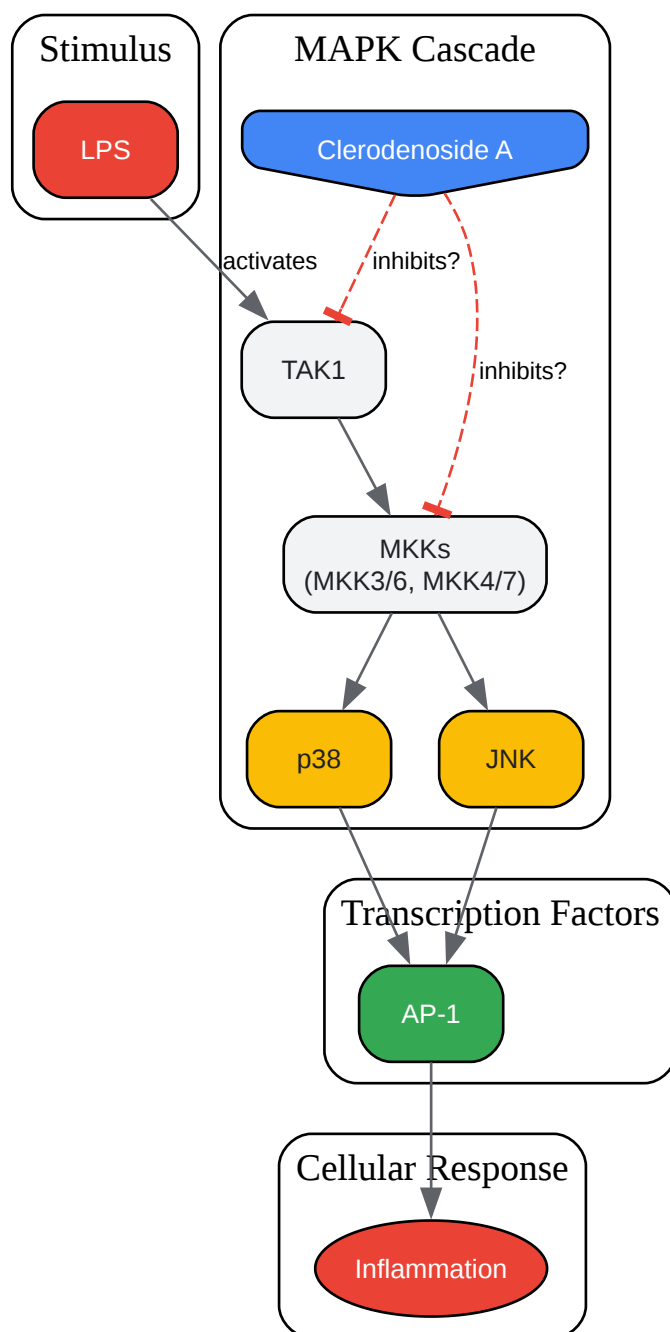 Stimulus
MAPK Cascade
LPS
Clerodenoside A
activates
inhibits?
TAK1
inhibits?
MKKs
(MKK3/6, MKK4/7)
p38
JNK
Transcription Factors
AP-1
Cellular Response
Inflammation